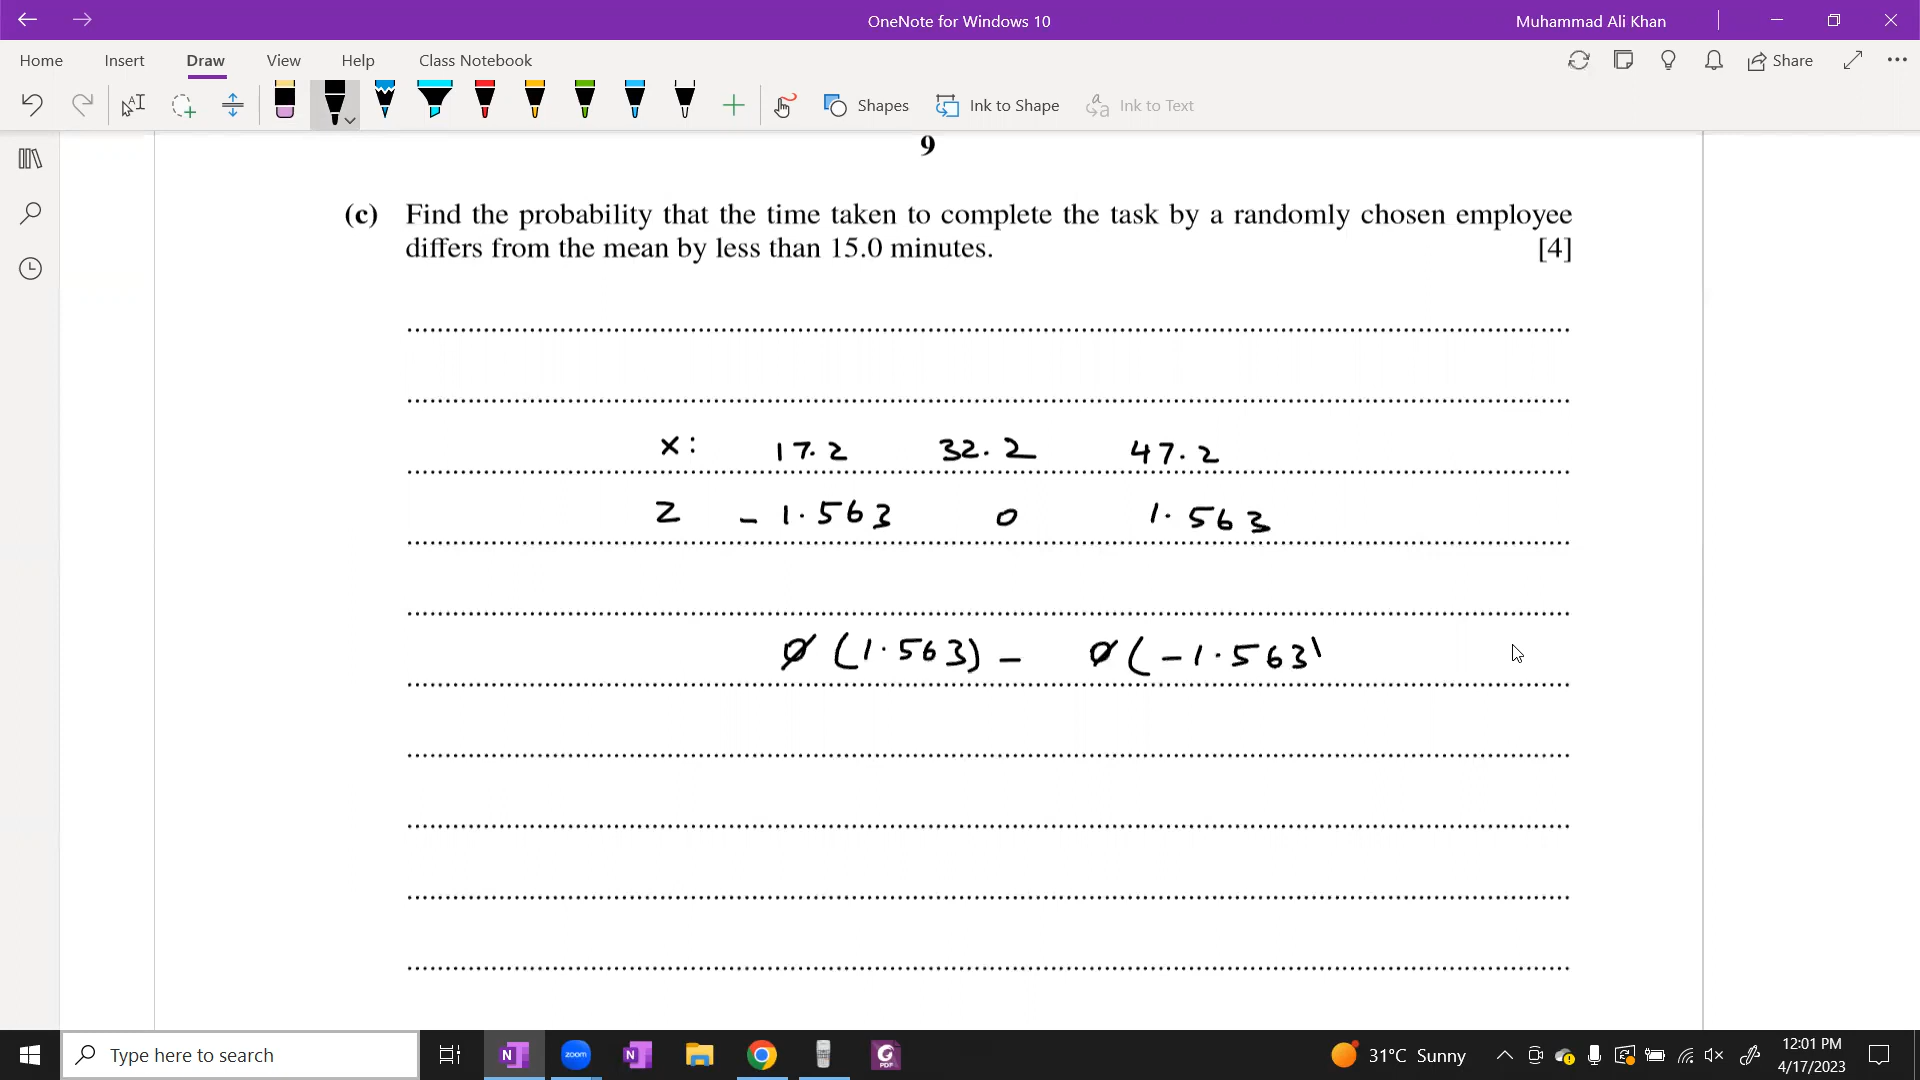 OneNote for Windows 10
Muhammad Ali Khan
Home Insert Draw View Help Class Notebook
Share
Shapes Ink to Shape Ink to Text
9
(c) Find the probability that the time taken to complete the task by a randomly chosen employee
differs from the mean by less than 15.0 minutes. [4]
x: 17.2 32.2 47.2
z -1.563 0 1.563
Ø(1.563) - Ø(-1.563)
Type here to search
zoom
31°C Sunny
12:01 PM
4/17/2023